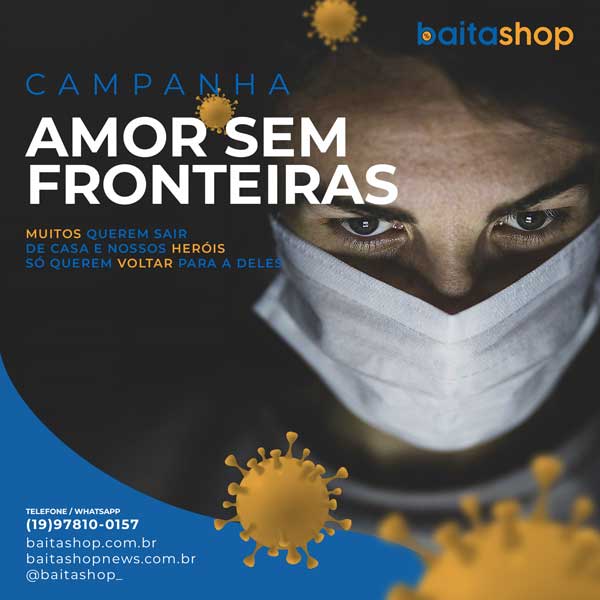 baitashop
CAMPANHA
AMOR SEM
FRONTEIRAS
MUITOS QUEREM SAIR
DE CASA E NOSSOS HERÓIS
SÓ QUEREM VOLTAR PARA A DELES
TELEFONE / WHATSAPP
(19)97810-0157
baitashop.com.br
baitashopnews.com.br
@baitashop_